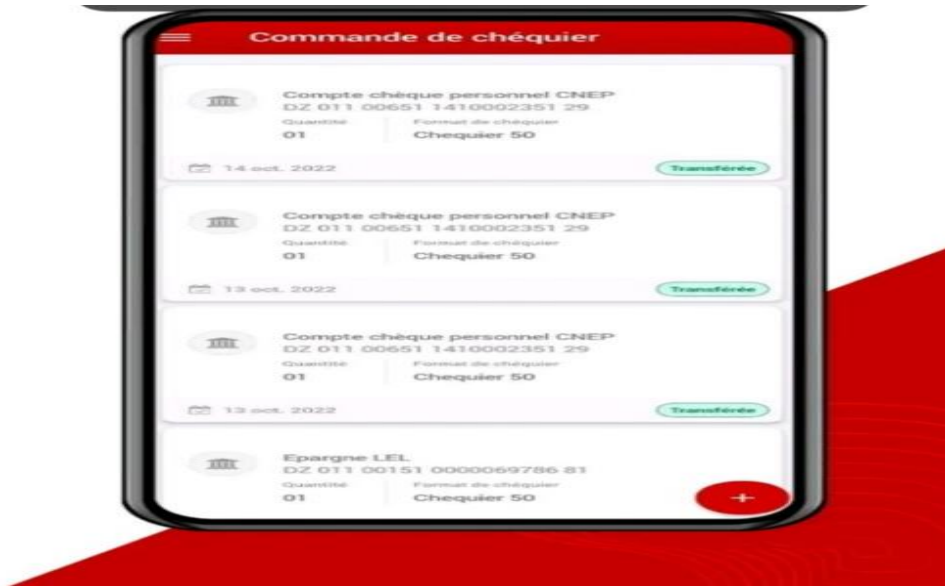 Commande de chéquier
Compte chèque personnel CNEP
DZ 011 00651 1410002351 29
Quantité Format de chéquier
01 Chequier 50
14 oct. 2022 Transférée
Compte chèque personnel CNEP
DZ 011 00651 1410002351 29
Quantité Format de chéquier
01 Chequier 50
13 oct. 2022 Transférée
Compte chèque personnel CNEP
DZ 011 00651 1410002351 29
Quantité Format de chéquier
01 Chequier 50
13 oct. 2022 Transférée
Epargne LEL
DZ 011 00151 0000069786 81
Quantité Format de chéquier
01 Chequier 50
+